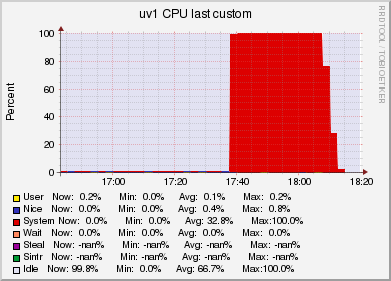 uv1 CPU last custom
RRDTOOL / TOBI OETIKER
Percent
100
80
60
40
20
0
17:00 17:20 17:40 18:00 18:20
User Now: 0.2% Min: 0.0% Avg: 0.1% Max: 0.2%
Nice Now: 0.0% Min: 0.0% Avg: 0.4% Max: 0.8%
System Now: 0.0% Min: 0.0% Avg: 32.8% Max:100.0%
Wait Now: 0.0% Min: 0.0% Avg: 0.0% Max: 0.0%
Steal Now: -nan% Min: -nan% Avg: -nan% Max: -nan%
Sintr Now: -nan% Min: -nan% Avg: -nan% Max: -nan%
Idle Now: 99.8% Min: 0.0% Avg: 66.7% Max:100.0%